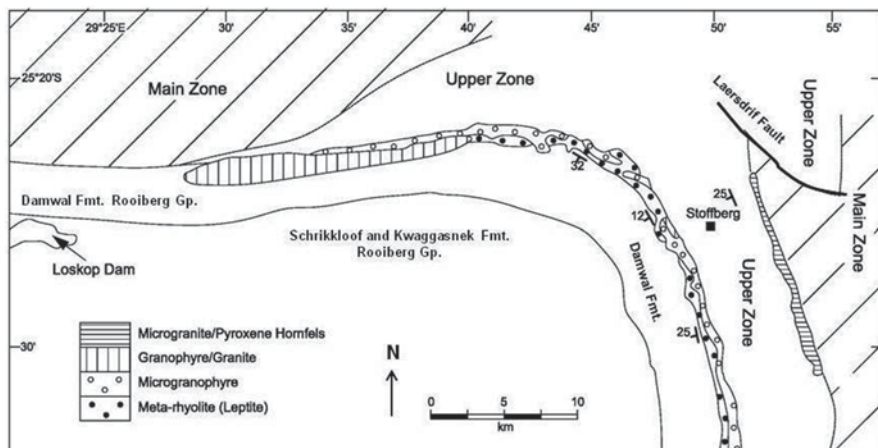 29°25'E
30'
35'
40'
45'
50'
55'
25°20'S
30'
Main Zone
Upper Zone
Laersdrif Fault
Upper Zone
Main Zone
Damwal Fmt. Rooiberg Gp.
32
12
25
Stoffberg
Schrikkloof and Kwaggasnek Fmt.
Rooiberg Gp.
Loskop Dam
Damwal Fmt.
Upper Zone
25
Microgranite/Pyroxene Hornfels
Granophyre/Granite
Microgranophyre
Meta-rhyolite (Leptite)
N
0 5 10
km